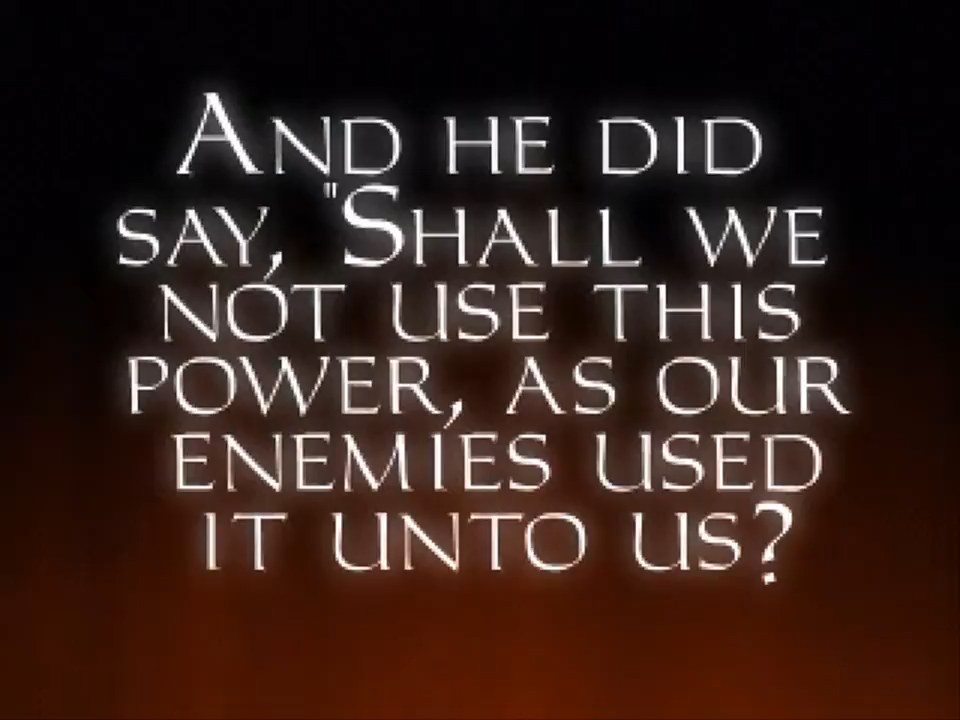 AND HE DID
SAY, "SHALL WE
NOT USE THIS
POWER, AS OUR
ENEMIES USED
IT UNTO US?